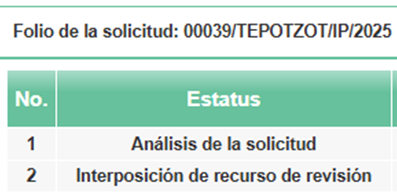 Folio de la solicitud: 00039/TEPOTZOT/IP/2025
No. Estatus
1 Análisis de la solicitud
2 Interposición de recurso de revisión